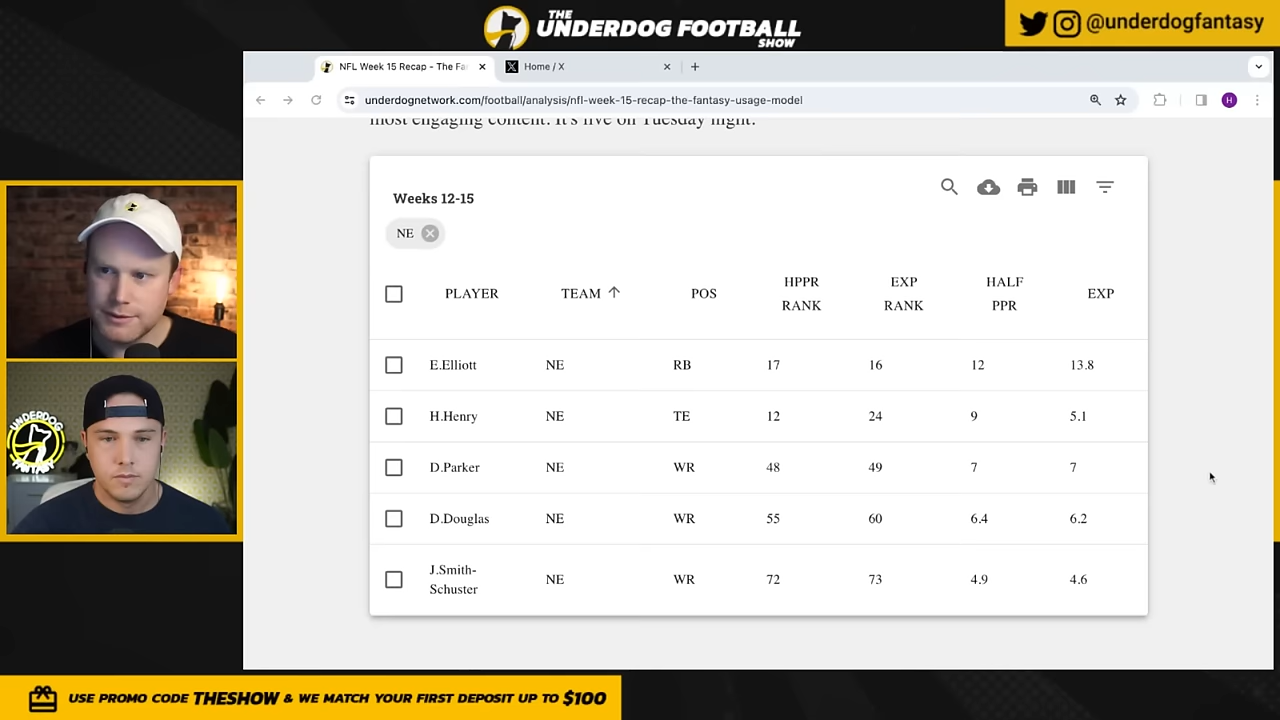 THE
UNDERDOG FOOTBALL
SHOW
@underdogfantasy
NFL Week 15 Recap - The Fa
Home / X
underdognetwork.com/football/analysis/nfl-week-15-recap-the-fantasy-usage-model
H
most engaging content. It's live on Tuesday night.
Weeks 12-15
NE
PLAYER TEAM POS HPPR RANK EXP RANK HALF PPR EXP
E.Elliott NE RB 17 16 12 13.8
H.Henry NE TE 12 24 9 5.1
D.Parker NE WR 48 49 7 7
D.Douglas NE WR 55 60 6.4 6.2
J.Smith-Schuster NE WR 72 73 4.9 4.6
UNDERDOG
FANTASY
USE PROMO CODE THESHOW & WE MATCH YOUR FIRST DEPOSIT UP TO $100